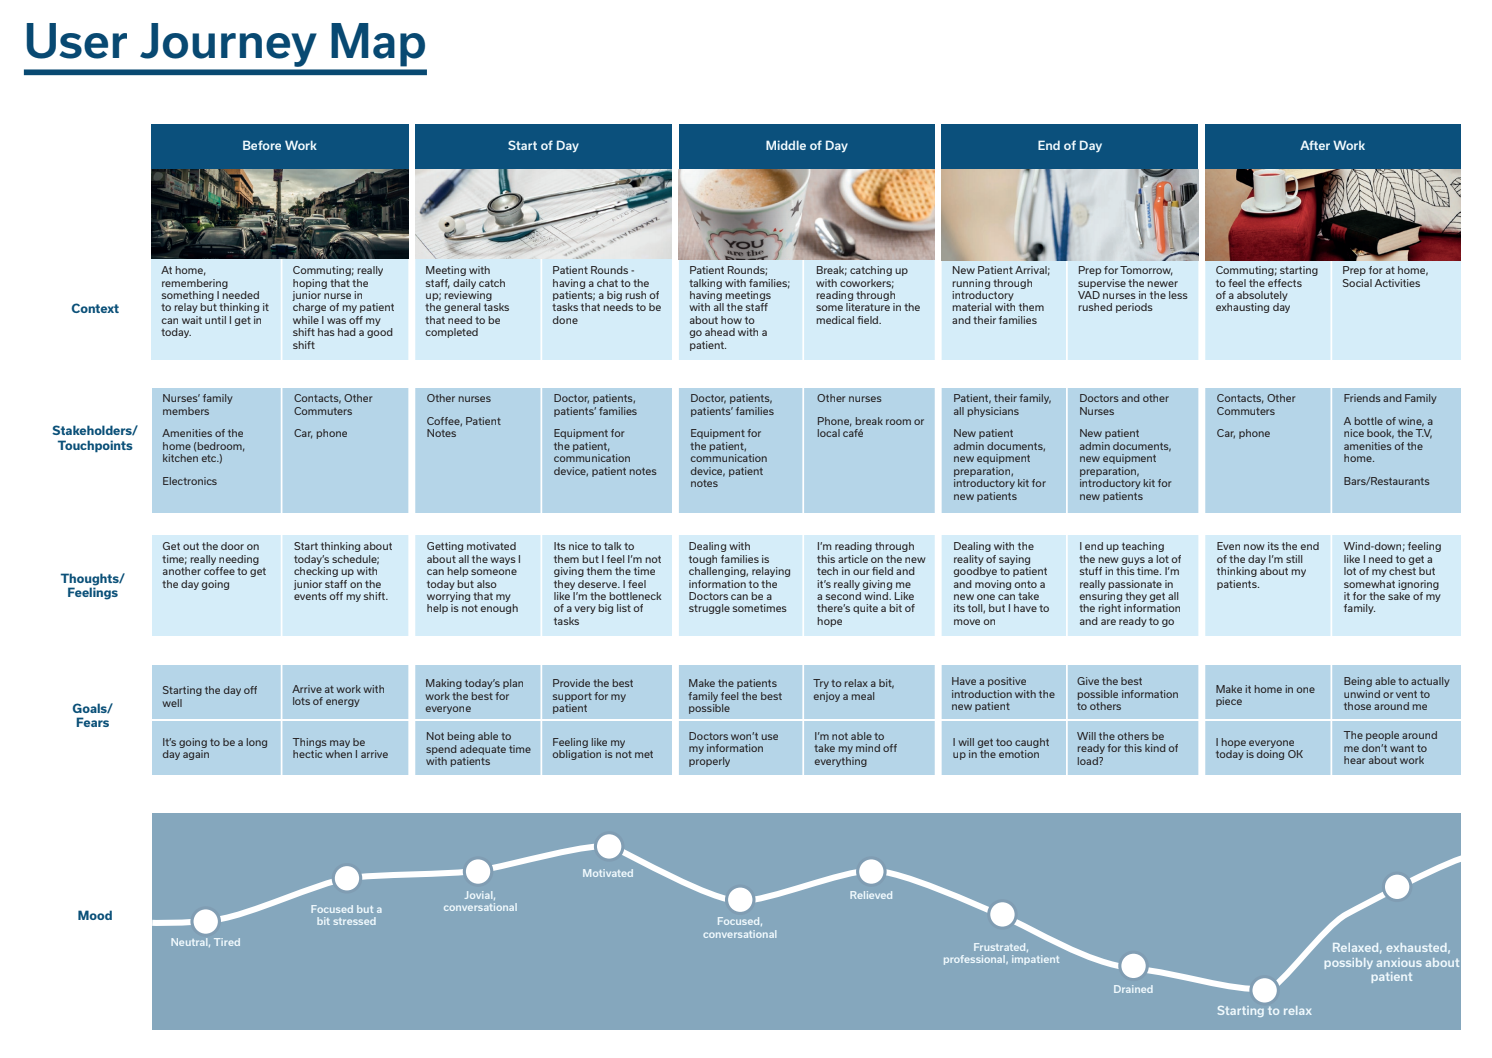 User Journey Map
Before Work
Start of Day
Middle of Day
End of Day
After Work
YOU
are the
Context
At home,
remembering
something I needed
to relay but thinking it
can wait until I get in
today.
Commuting; really
hoping that the
junior nurse in
charge of my patient
while I was off my
shift has had a good
shift
Meeting with
staff, daily catch
up; reviewing
the general tasks
that need to be
completed
Patient Rounds -
having a chat to the
patients; a big rush of
tasks that needs to be
done
Patient Rounds;
talking with families;
having meetings
with all the staff
about how to
go ahead with a
patient.
Break; catching up
with coworkers;
reading through
some literature in the
medical field.
New Patient Arrival;
running through
introductory
material with them
and their families
Prep for Tomorrow,
supervise the newer
VAD nurses in the less
rushed periods
Commuting; starting
to feel the effects
of a absolutely
exhausting day
Prep for at home,
Social Activities
Stakeholders/
Touchpoints
Nurses’ family
members
Amenities of the
home (bedroom,
kitchen etc.)
Electronics
Contacts, Other
Commuters
Car, phone
Other nurses
Coffee, Patient
Notes
Doctor, patients,
patients’ families
Equipment for
the patient,
communication
device, patient notes
Doctor, patients,
patients’ families
Equipment for
the patient,
communication
device, patient
notes
Other nurses
Phone, break room or
local café
Patient, their family,
all physicians
New patient
admin documents,
new equipment
preparation,
introductory kit for
new patients
Doctors and other
Nurses
New patient
admin documents,
new equipment
preparation,
introductory kit for
new patients
Contacts, Other
Commuters
Car, phone
Friends and Family
A bottle of wine, a
nice book, the T.V,
amenities of the
home.
Bars/Restaurants
Thoughts/
Feelings
Get out the door on
time; really needing
another coffee to get
the day going
Start thinking about
today’s schedule;
checking up with
junior staff on the
events off my shift.
Getting motivated
about all the ways I
can help someone
today but also
worrying that my
help is not enough
Its nice to talk to
them but I feel I’m not
giving them the time
they deserve. I feel
like I’m the bottleneck
of a very big list of
tasks
Dealing with
tough families is
challenging, relaying
information to the
Doctors can be a
struggle sometimes
I’m reading through
this article on the new
tech in our field and
it’s really giving me
a second wind. Like
there’s quite a bit of
hope
Dealing with the
reality of saying
goodbye to patient
and moving onto a
new one can take
its toll, but I have to
move on
I end up teaching
the new guys a lot of
stuff in this time. I’m
really passionate in
ensuring they get all
the right information
and are ready to go
Even now its the end
of the day I’m still
thinking about my
patients.
Wind-down; feeling
like I need to get a
lot of my chest but
somewhat ignoring
it for the sake of my
family.
Goals/
Fears
Starting the day off
well
Arrive at work with
lots of energy
Making today’s plan
work the best for
everyone
Provide the best
support for my
patient
Make the patients
family feel the best
possible
Try to relax a bit,
enjoy a meal
Have a positive
introduction with the
new patient
Give the best
possible information
to others
Make it home in one
piece
Being able to actually
unwind or vent to
those around me
It’s going to be a long
day again
Things may be
hectic when I arrive
Not being able to
spend adequate time
with patients
Feeling like my
obligation is not met
Doctors won’t use
my information
properly
I’m not able to
take my mind off
everything
I will get too caught
up in the emotion
Will the others be
ready for this kind of
load?
I hope everyone
today is doing OK
The people around
me don’t want to
hear about work
Mood
Neutral, Tired
Focused but a
bit stressed
Jovial,
conversational
Motivated
Focused,
conversational
Relieved
Frustrated,
professional, impatient
Drained
Starting to relax
Relaxed, exhausted,
possibly anxious about
patient